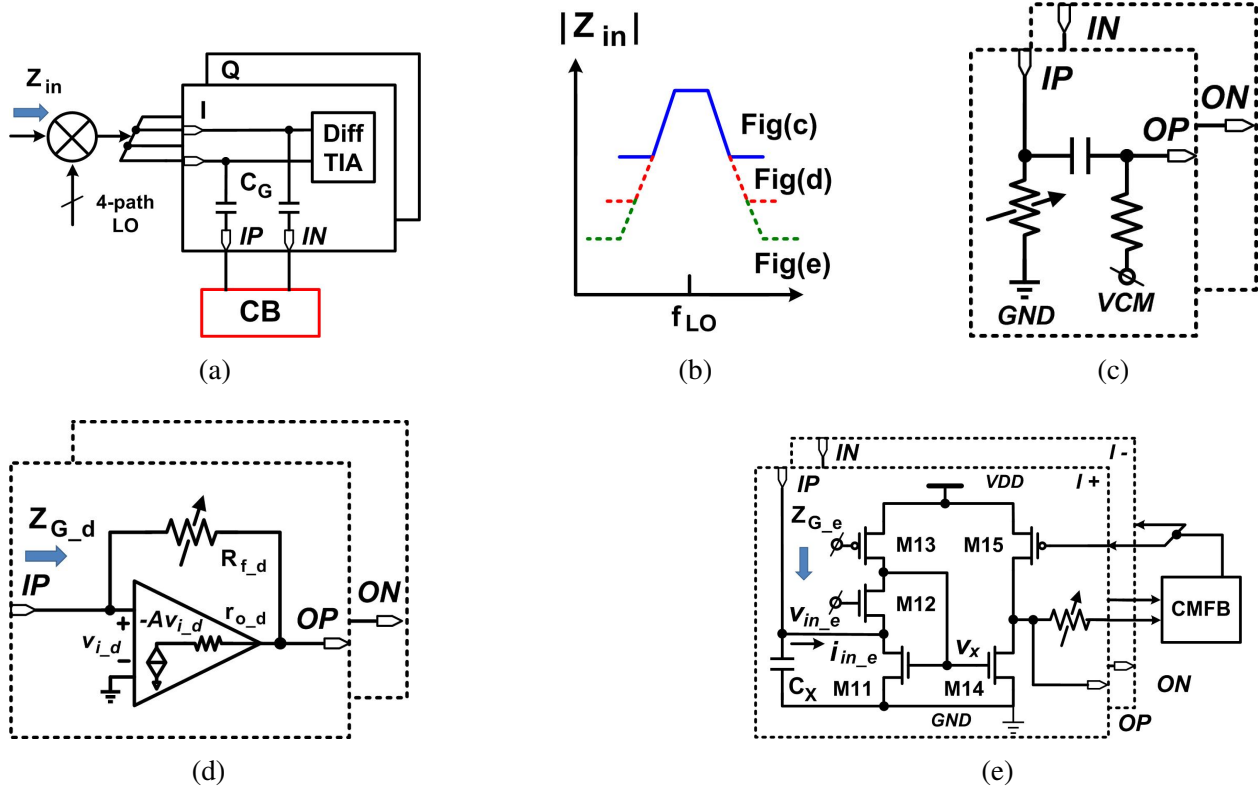 Z in
4-path
LO
Q
I
Diff
TIA
C G
IP
IN
CB
(a)
|Z in|
Fig(c)
Fig(d)
Fig(e)
f LO
(b)
IN
IP
ON
OP
GND
VCM
(c)
Z G_d
IP
R f_d
-Av i_d
r o_d
+
v i_d
–
OP
ON
(d)
IN
I -
IP
I +
VDD
Z G_e
M13
M15
M12
CMFB
v in_e
i in_e
v x
C X
M11
M14
GND
ON
OP
(e)